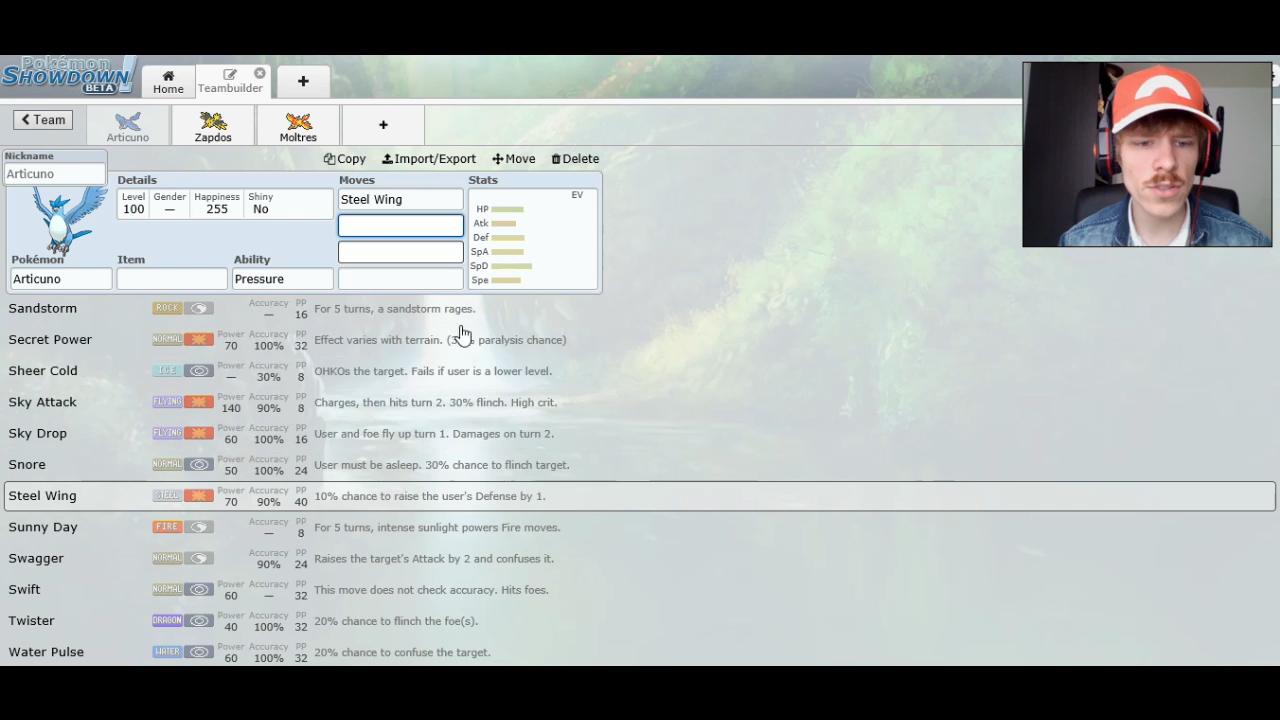 Pokémon
SHOWDOWN!
BETA
Home
Teambuilder
+
< Team
Articuno
Zapdos
Moltres
+
Nickname
Articuno
Copy
Import/Export
Move
Delete
Details
Moves
Stats
Level
100
Gender
—
Happiness
255
Shiny
No
Steel Wing
EV
HP
Atk
Def
SpA
SpD
Spe
Pokémon
Articuno
Item
Ability
Pressure
Sandstorm ROCK Accuracy — PP 16 For 5 turns, a sandstorm rages.
Secret Power NORMAL Power 70 Accuracy 100% PP 32 Effect varies with terrain. paralysis chance)
Sheer Cold ICE Power — Accuracy 30% PP 8 OHKOs the target. Fails if user is a lower level.
Sky Attack FLYING Power 140 Accuracy 90% PP 8 Charges, then hits turn 2. 30% flinch. High crit.
Sky Drop FLYING Power 60 Accuracy 100% PP 16 User and foe fly up turn 1. Damages on turn 2.
Snore NORMAL Power 50 Accuracy 100% PP 24 User must be asleep. 30% chance to flinch target.
Steel Wing STEEL Power 70 Accuracy 90% PP 40 10% chance to raise the user's Defense by 1.
Sunny Day FIRE Accuracy — PP 8 For 5 turns, intense sunlight powers Fire moves.
Swagger NORMAL Accuracy 90% PP 24 Raises the target's Attack by 2 and confuses it.
Swift NORMAL Power 60 Accuracy — PP 32 This move does not check accuracy. Hits foes.
Twister DRAGON Power 40 Accuracy 100% PP 32 20% chance to flinch the foe(s).
Water Pulse WATER Power 60 Accuracy 100% PP 32 20% chance to confuse the target.